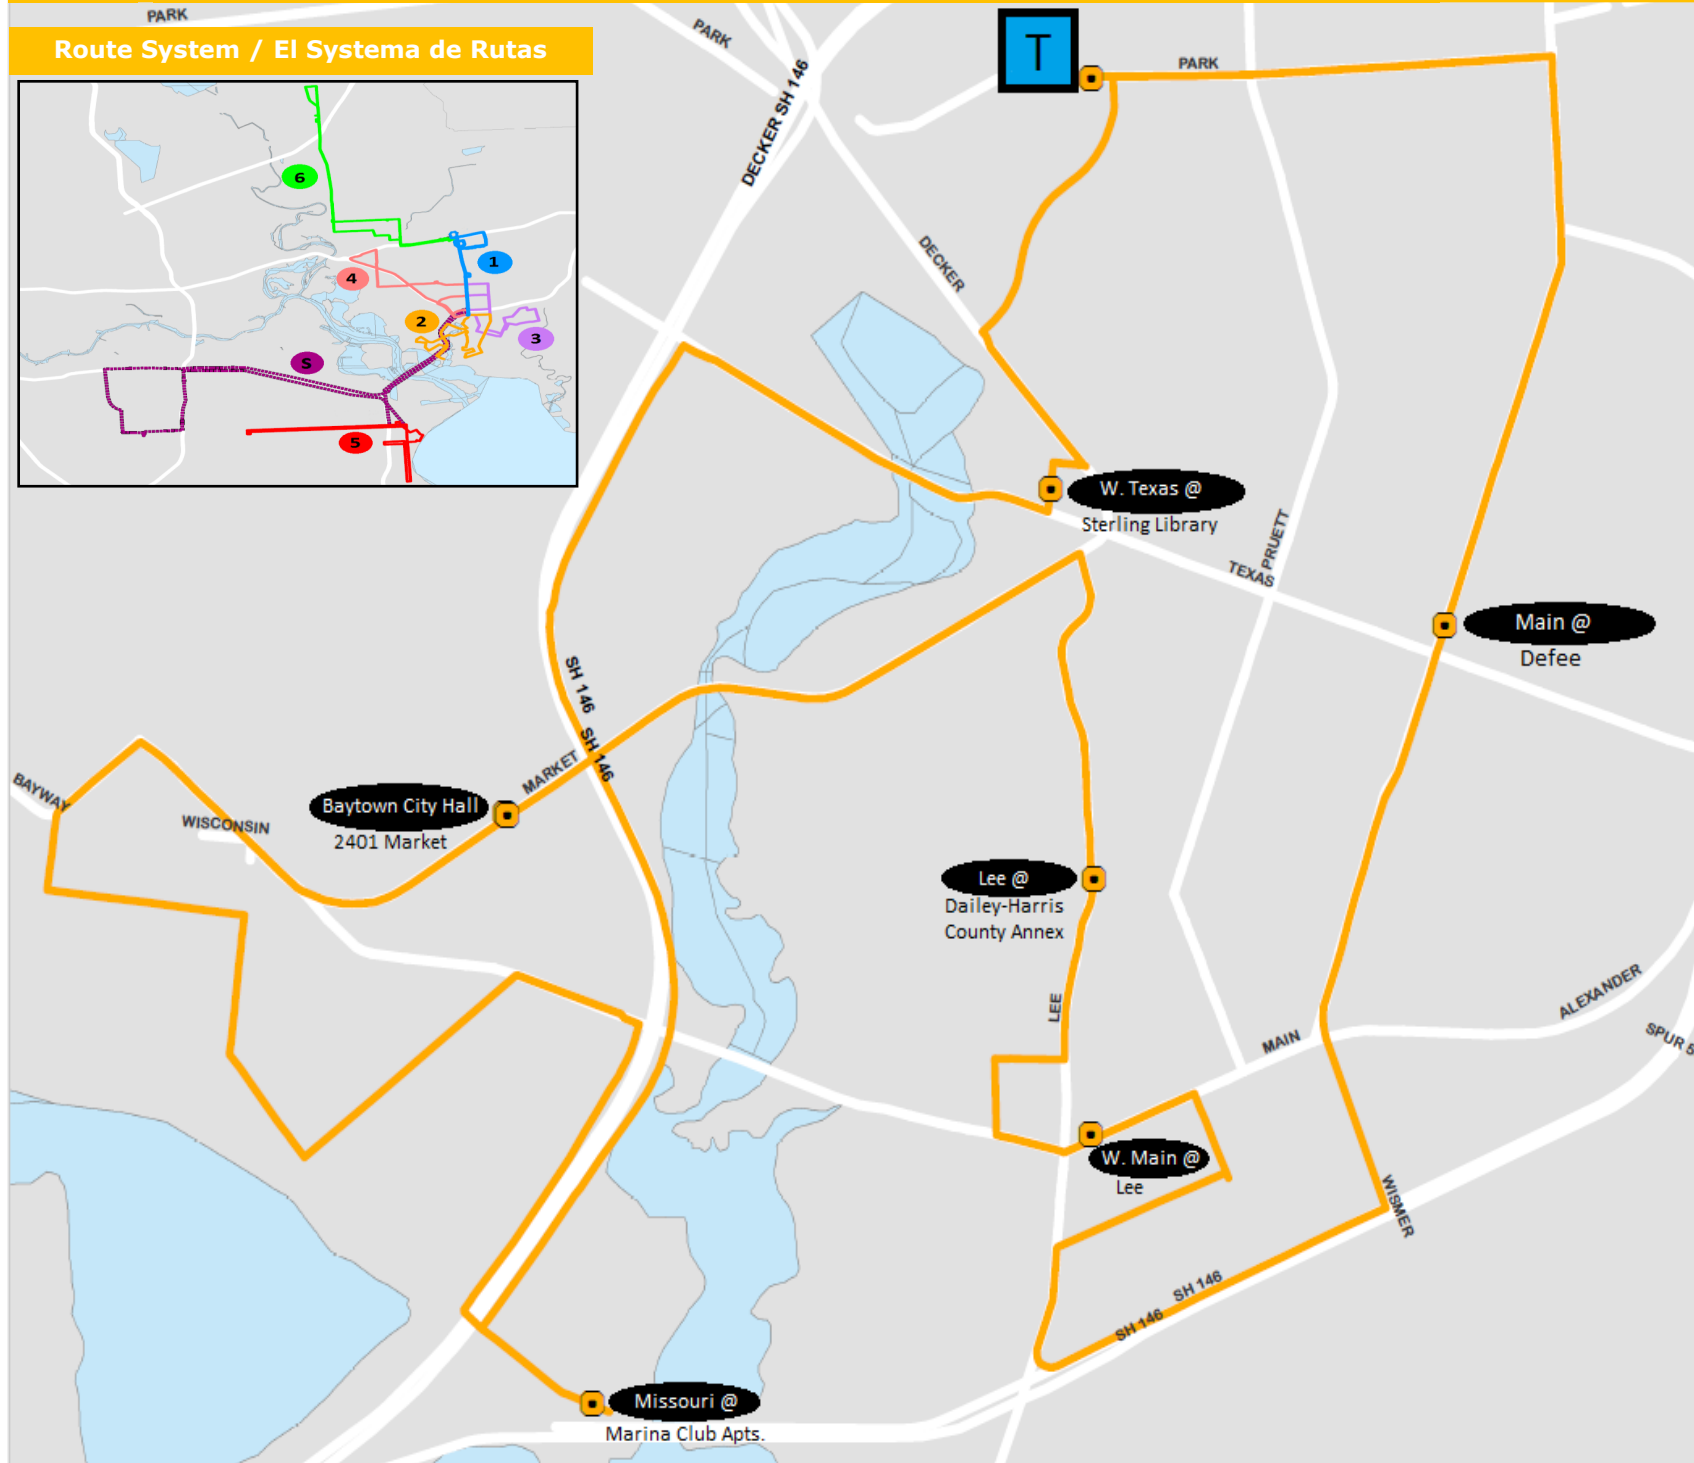 PARK
Route System / El Systema de Rutas
6
1
4
2
3
S
5
PARK
DECKER SH 146
T
PARK
DECKER
W. Texas @
Sterling Library
PRUETT
TEXAS
Main @
Defee
SH 146
SH 146
MARKET
BAYWAY
WISCONSIN
Baytown City Hall
2401 Market
Lee @
Dailey-Harris
County Annex
LEE
MAIN
ALEXANDER
SPUR 5
W. Main @
Lee
WISMER
SH 146
SH 146
Missouri @
Marina Club Apts.